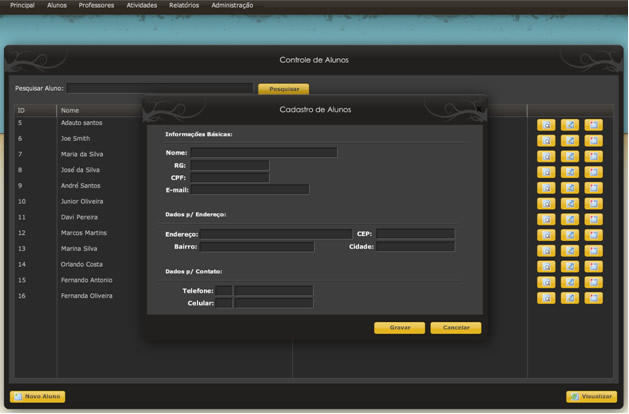 Principal Alunos Professores Atividades Relatórios Administração
Controle de Alunos
Pesquisar Aluno: Pesquisar
ID Nome
5 Adauto santos
6 Joe Smith
7 Maria da Silva
8 José da Silva
9 André Santos
10 Junior Oliveira
11 Davi Pereira
12 Marcos Martins
13 Marina Silva
14 Orlando Costa
15 Fernando Antonio
16 Fernanda Oliveira
Cadastro de Alunos x
Informações Básicas:
Nome:
RG:
CPF:
E-mail:
Dados p/ Endereço:
Endereço: CEP:
Bairro: Cidade:
Dados p/ Contato:
Telefone:
Celular:
Gravar Cancelar
Novo Aluno Visualizar